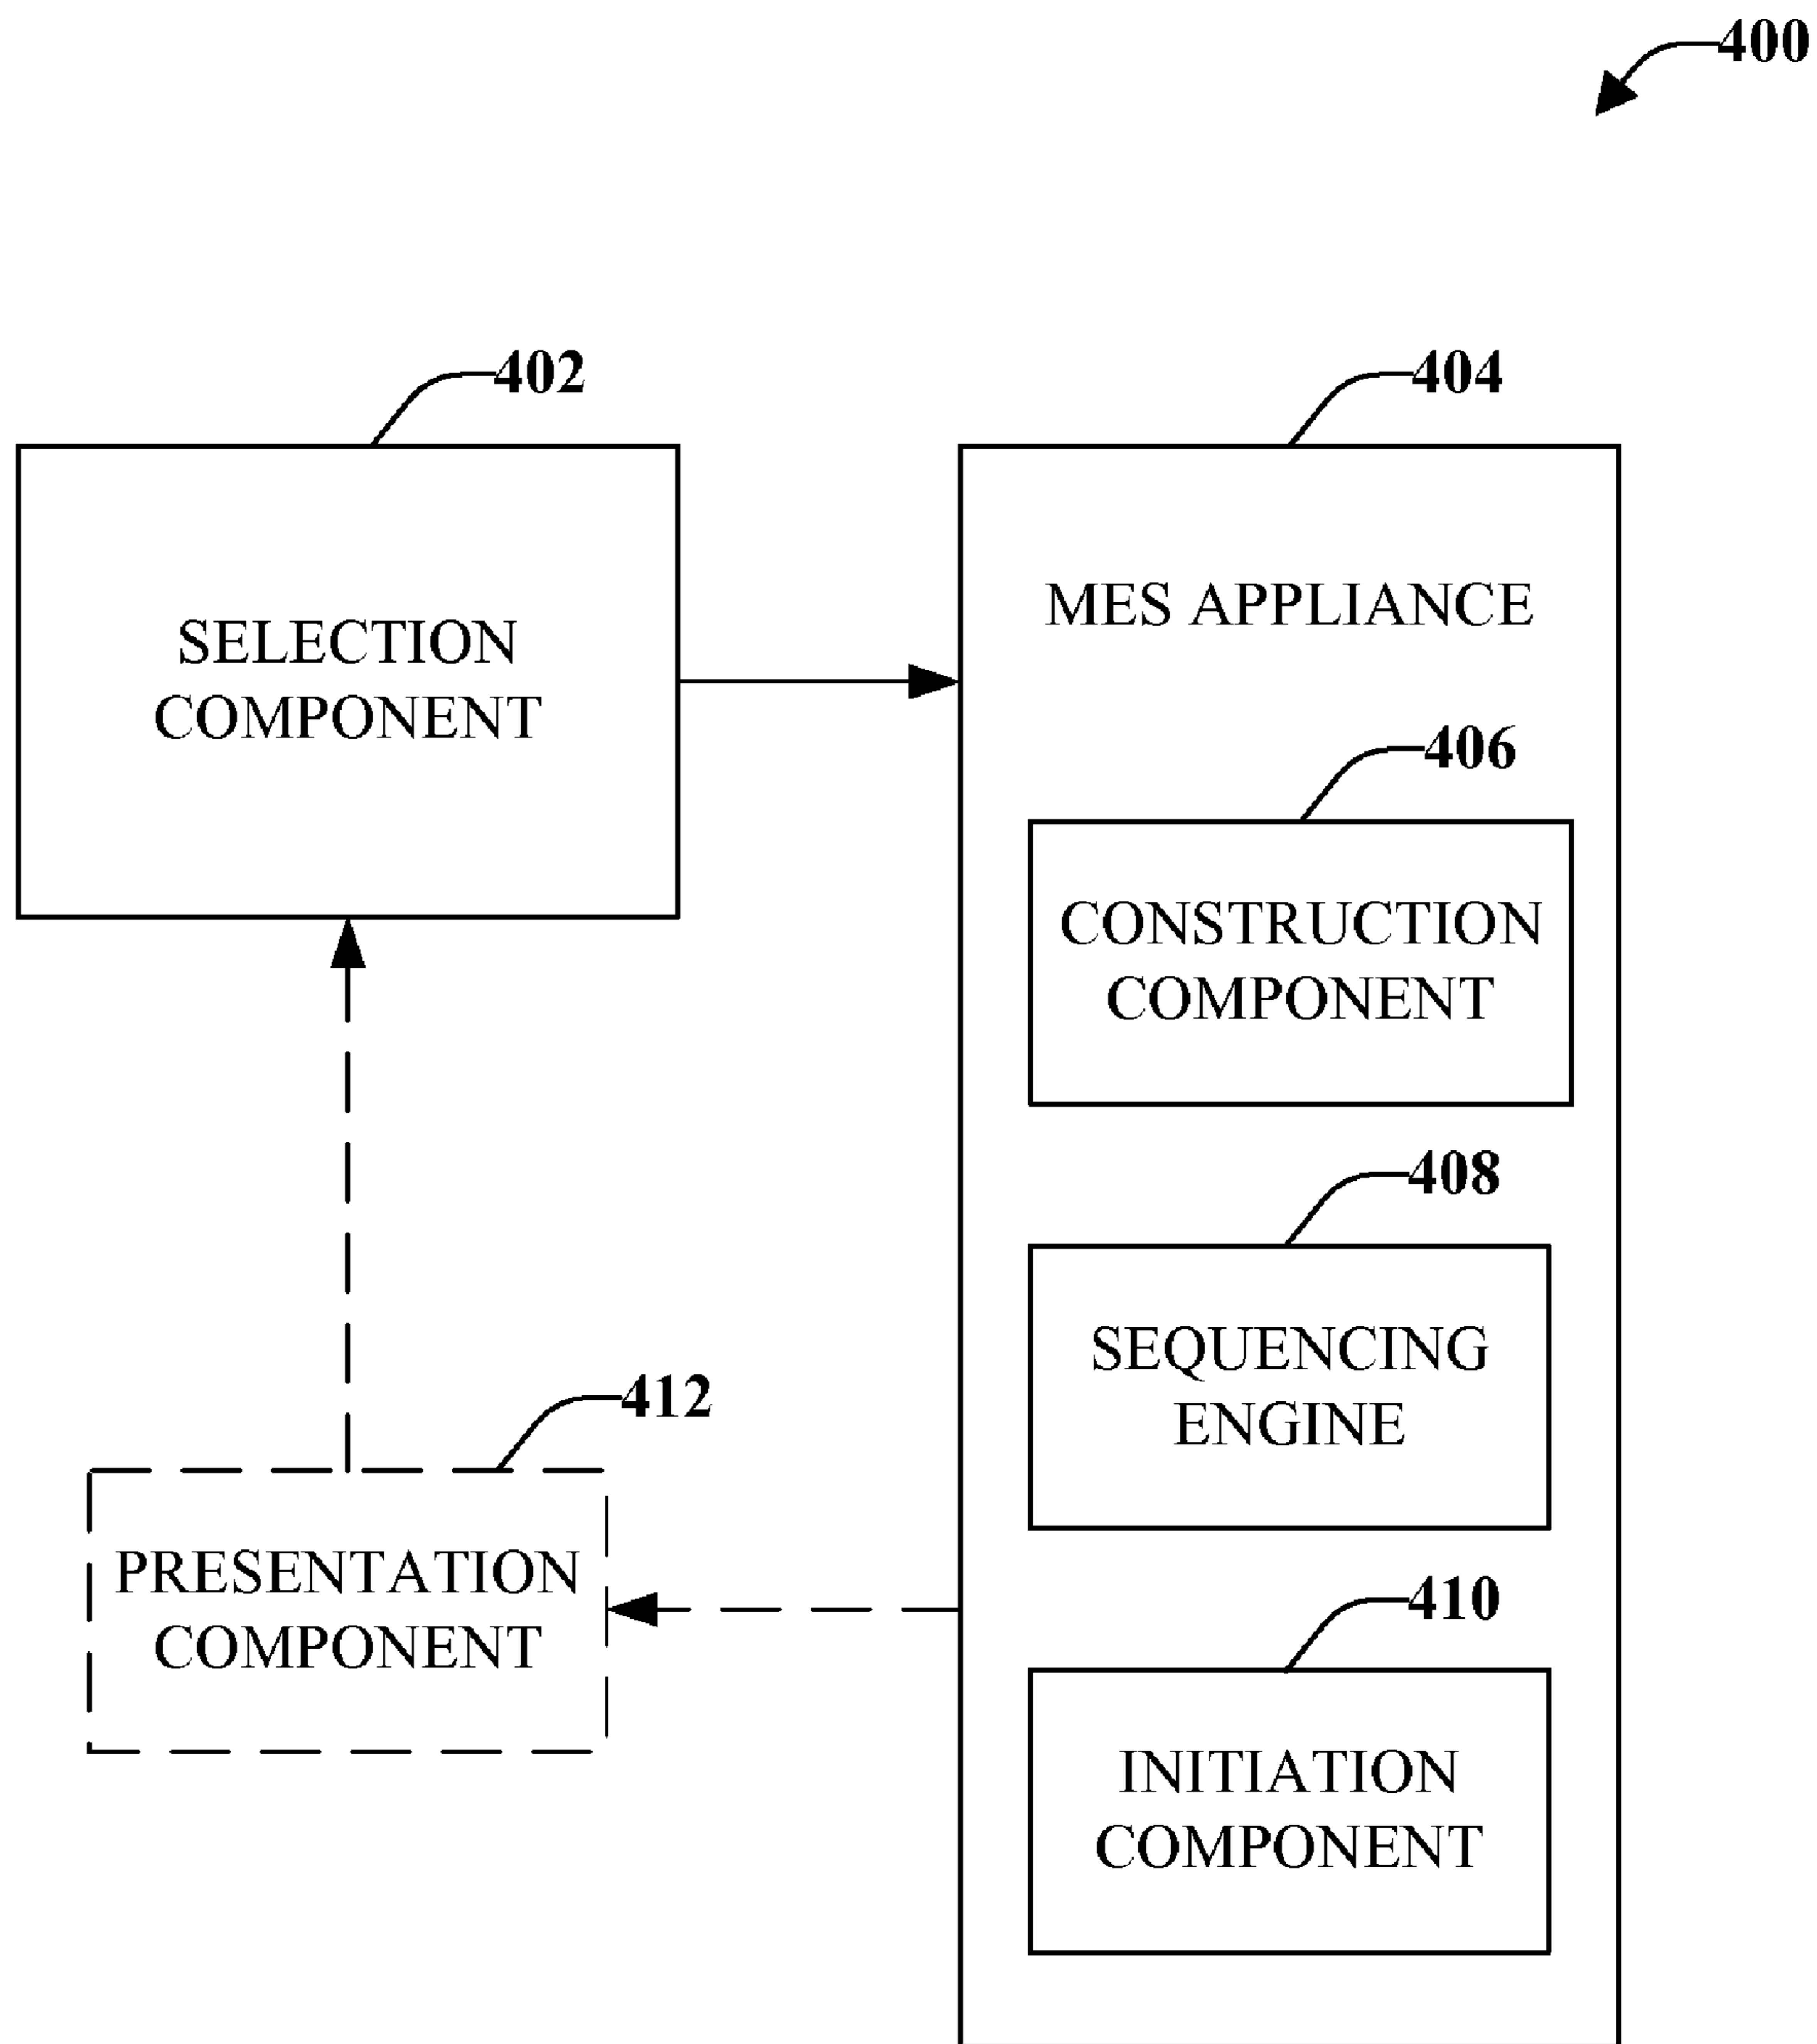 400
402
SELECTION
COMPONENT
404
MES APPLIANCE
406
CONSTRUCTION
COMPONENT
408
SEQUENCING
ENGINE
410
INITIATION
COMPONENT
412
PRESENTATION
COMPONENT